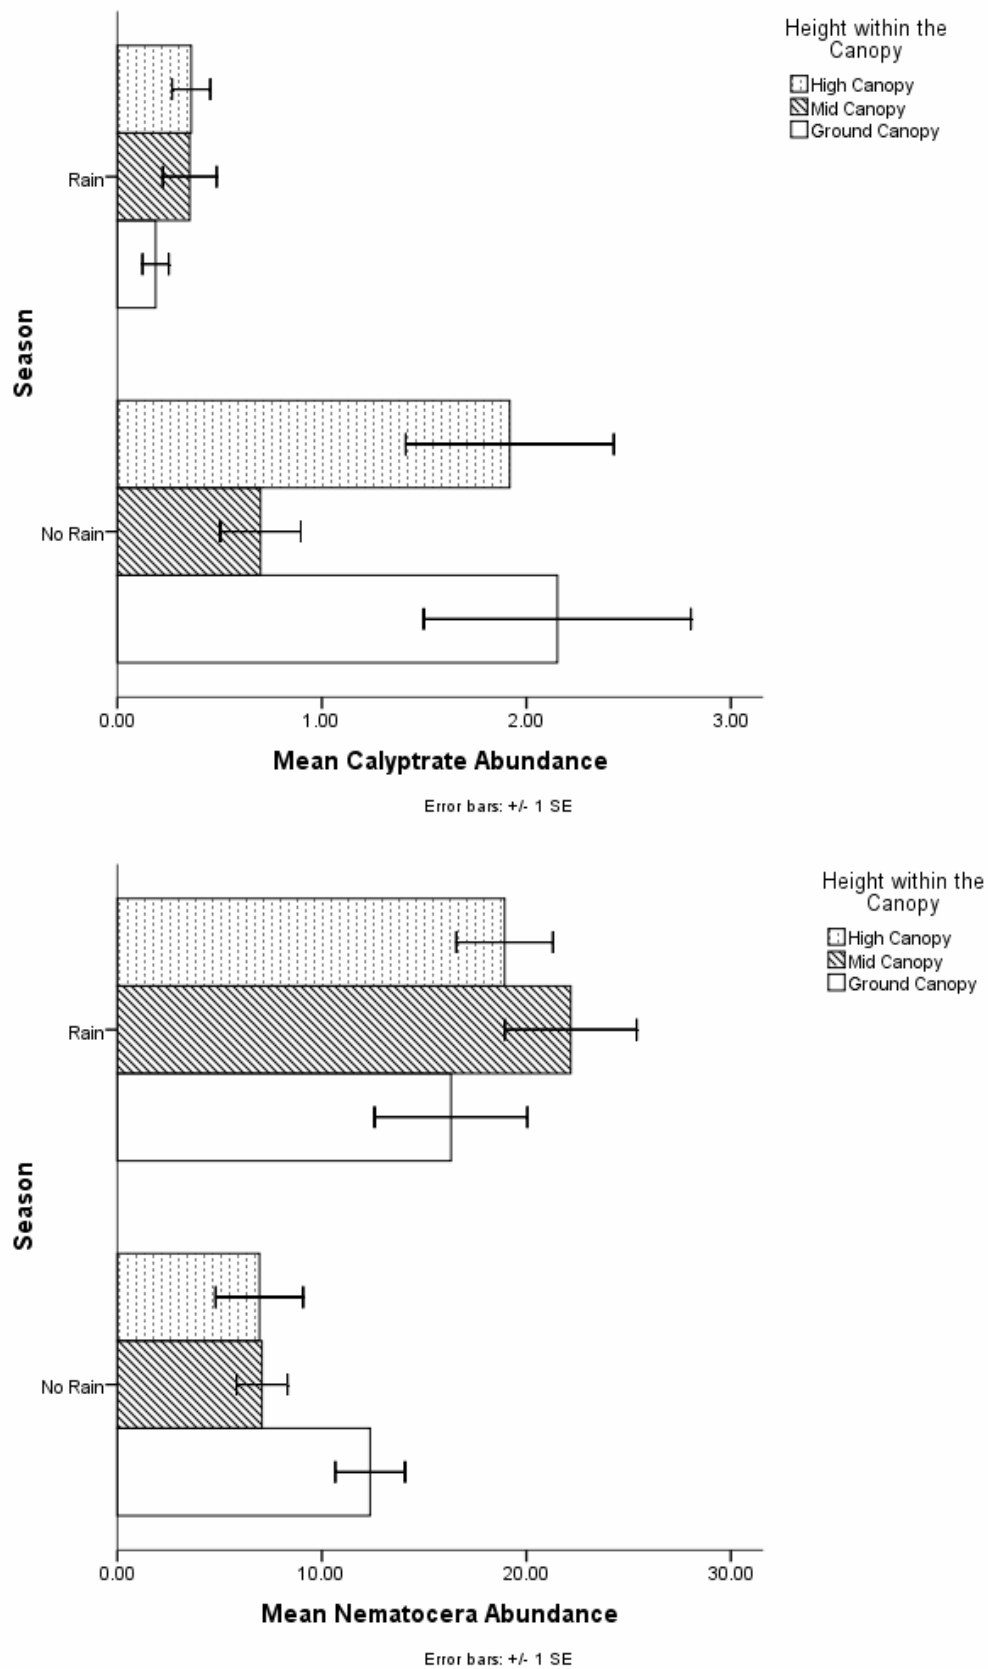 Height within the
Canopy
High Canopy
Mid Canopy
Ground Canopy
Rain
Season
No Rain
0.00 1.00 2.00 3.00
Mean Calyptrate Abundance
Error bars: +/- 1 SE
Height within the
Canopy
High Canopy
Mid Canopy
Ground Canopy
Rain
Season
No Rain
0.00 10.00 20.00 30.00
Mean Nematocera Abundance
Error bars: +/- 1 SE